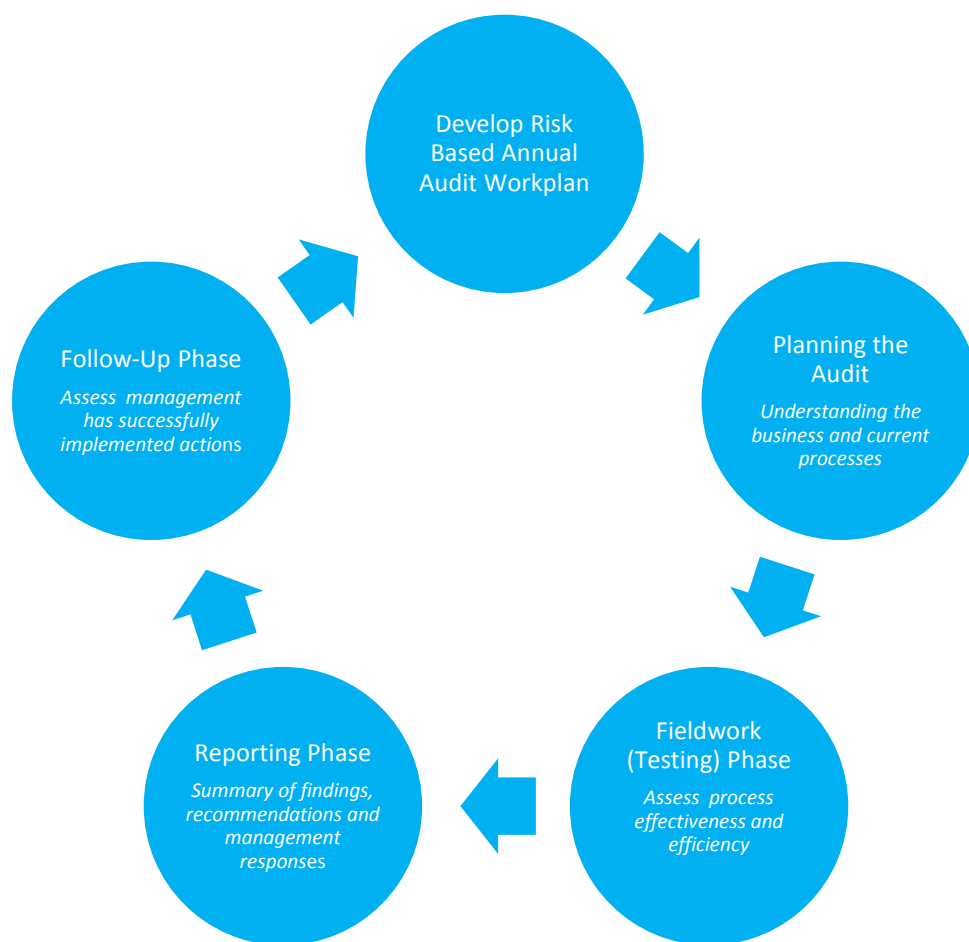 Develop Risk
Based Annual
Audit Workplan
Planning the
Audit
Understanding the
business and current
processes
Fieldwork
(Testing) Phase
Assess process
effectiveness and
efficiency
Reporting Phase
Summary of findings,
recommendations and
management
responses
Follow-Up Phase
Assess management
has successfully
implemented actions